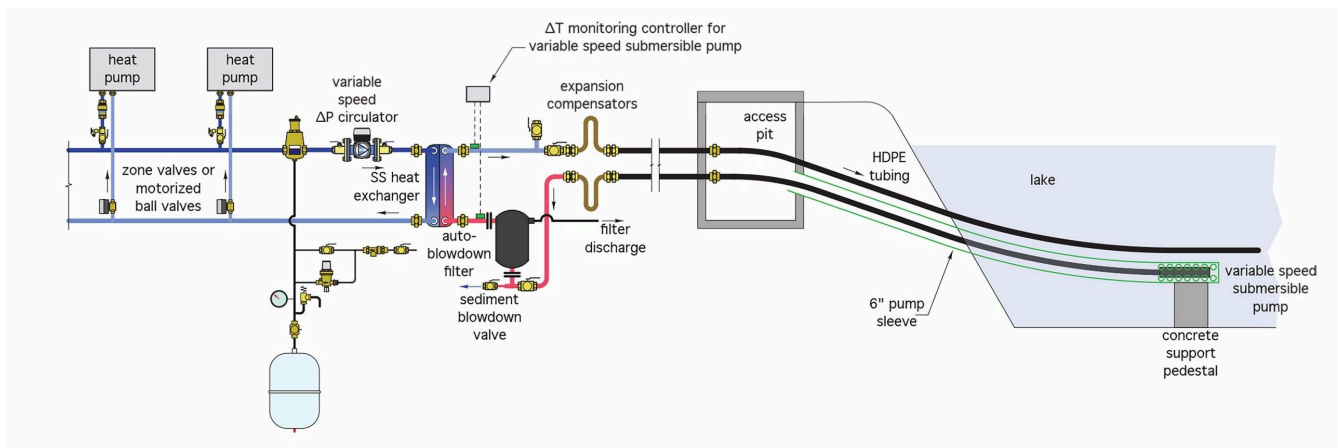 ΔT monitoring controller for
variable speed submersible pump
heat
pump
heat
pump
variable
speed
ΔP circulator
expansion
compensators
access
pit
HDPE
tubing
lake
zone valves or
motorized
ball valves
SS heat
exchanger
auto-
blowdown
filter
filter
discharge
sediment
blowdown
valve
6" pump
sleeve
variable speed
submersible
pump
concrete
support
pedestal